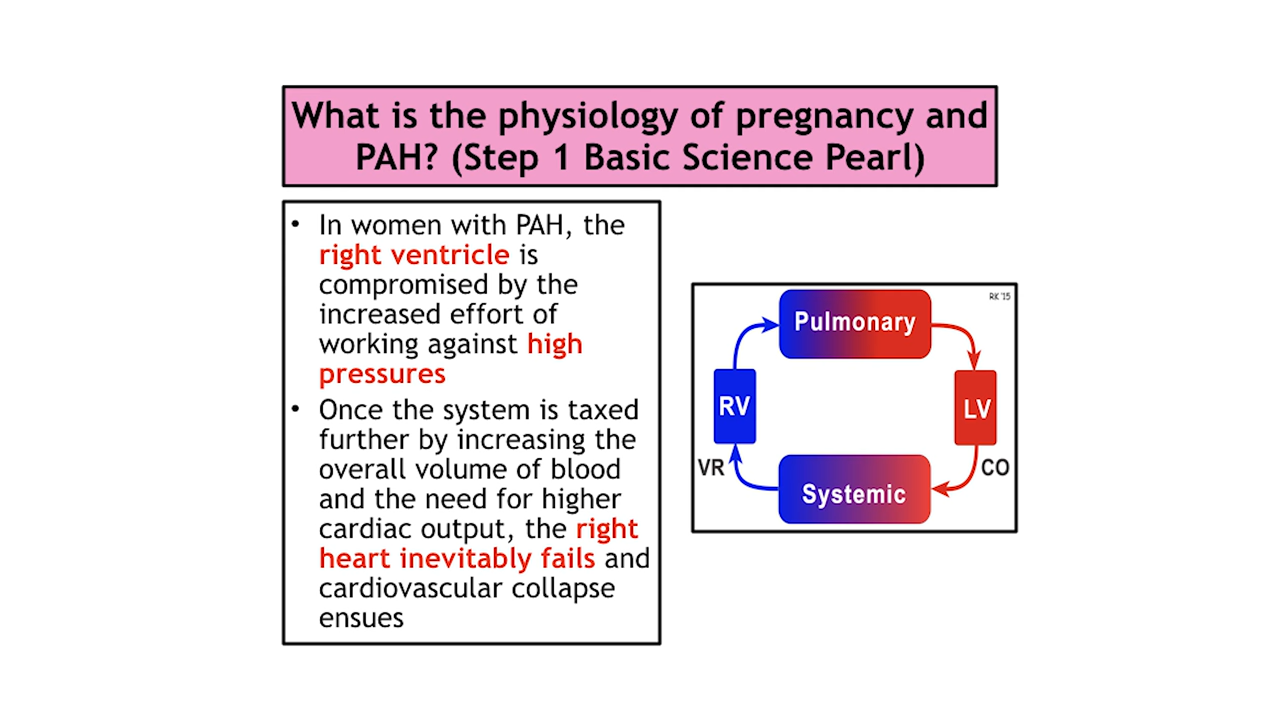 What is the physiology of pregnancy and
PAH? (Step 1 Basic Science Pearl)
• In women with PAH, the
right ventricle is
compromised by the
increased effort of
working against high
pressures
• Once the system is taxed
further by increasing the
overall volume of blood
and the need for higher
cardiac output, the right
heart inevitably fails and
cardiovascular collapse
ensues
RK'15
Pulmonary
RV
LV
VR
CO
Systemic